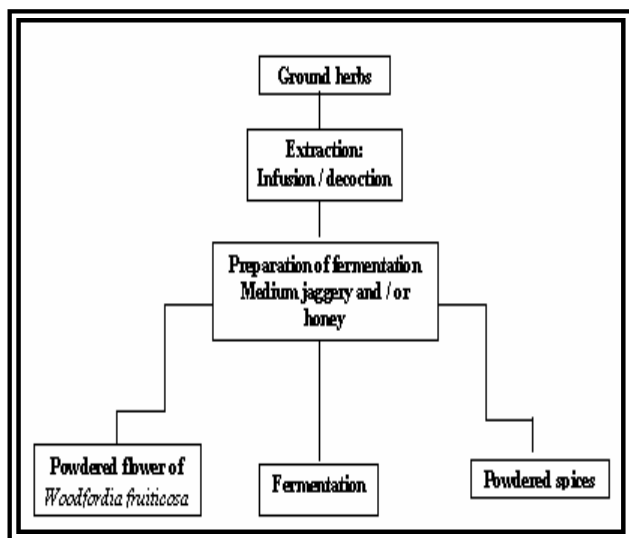 Ground herbs
Extraction:
Infusion / decoction
Preparation of fermentation
Medium jaggery and / or
honey
Powdered flower of
Woodfordia fruiticosa
Fermentation
Powdered spices